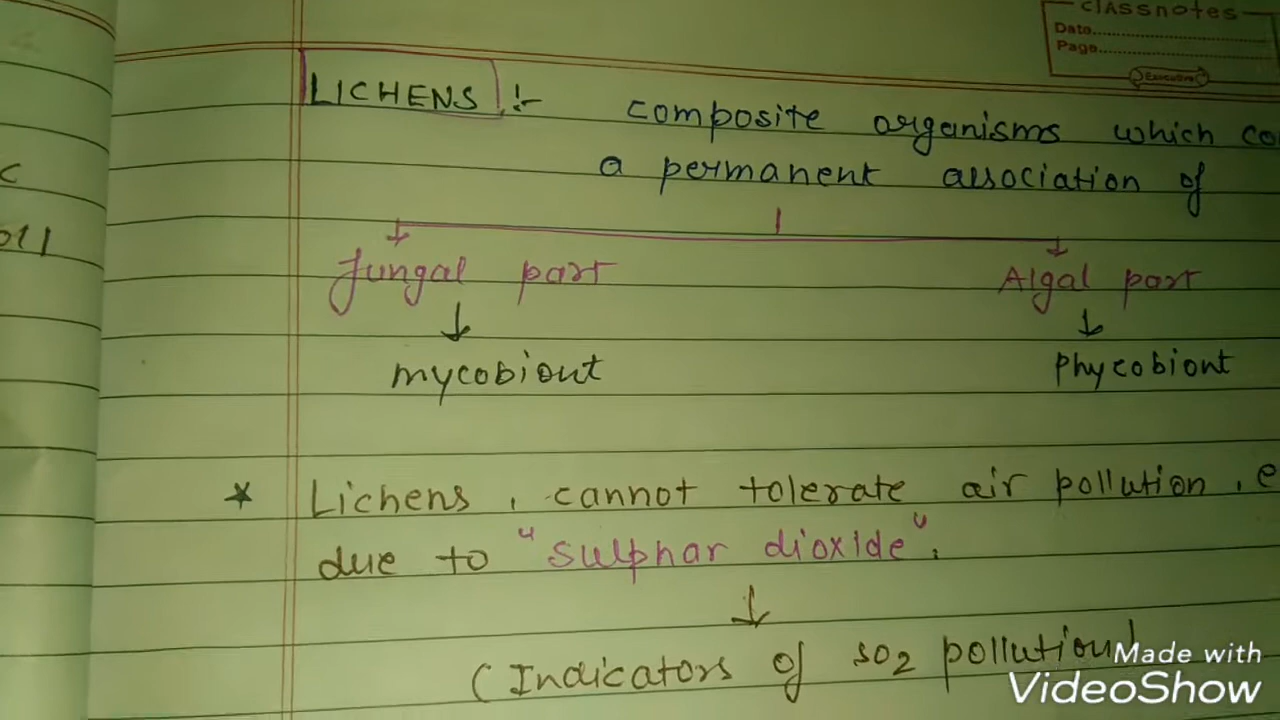 classnotes
Date
Page
LICHENS :- composite organisms which co
a permanent association of
fungal part Algal part
mycobiont Phycobiont
* Lichens, cannot tolerate air pollution, e
due to "sulphar dioxide".
(Indicators of SO2 pollution)
Made with
VideoShow